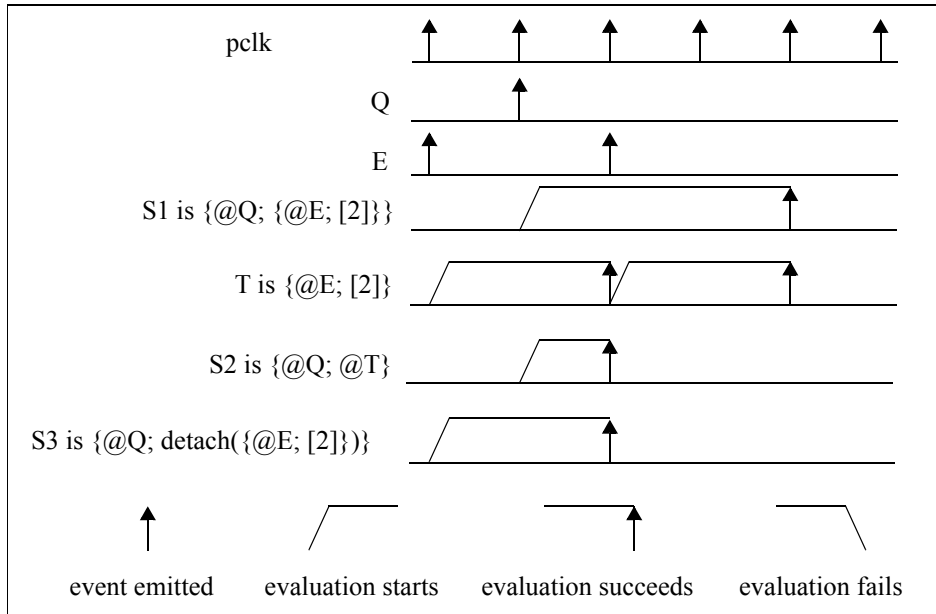 pclk
Q
E
S1 is {@Q; {@E; [2]}}
T is {@E; [2]}
S2 is {@Q; @T}
S3 is {@Q; detach({@E; [2]})}
event emitted evaluation starts evaluation succeeds evaluation fails